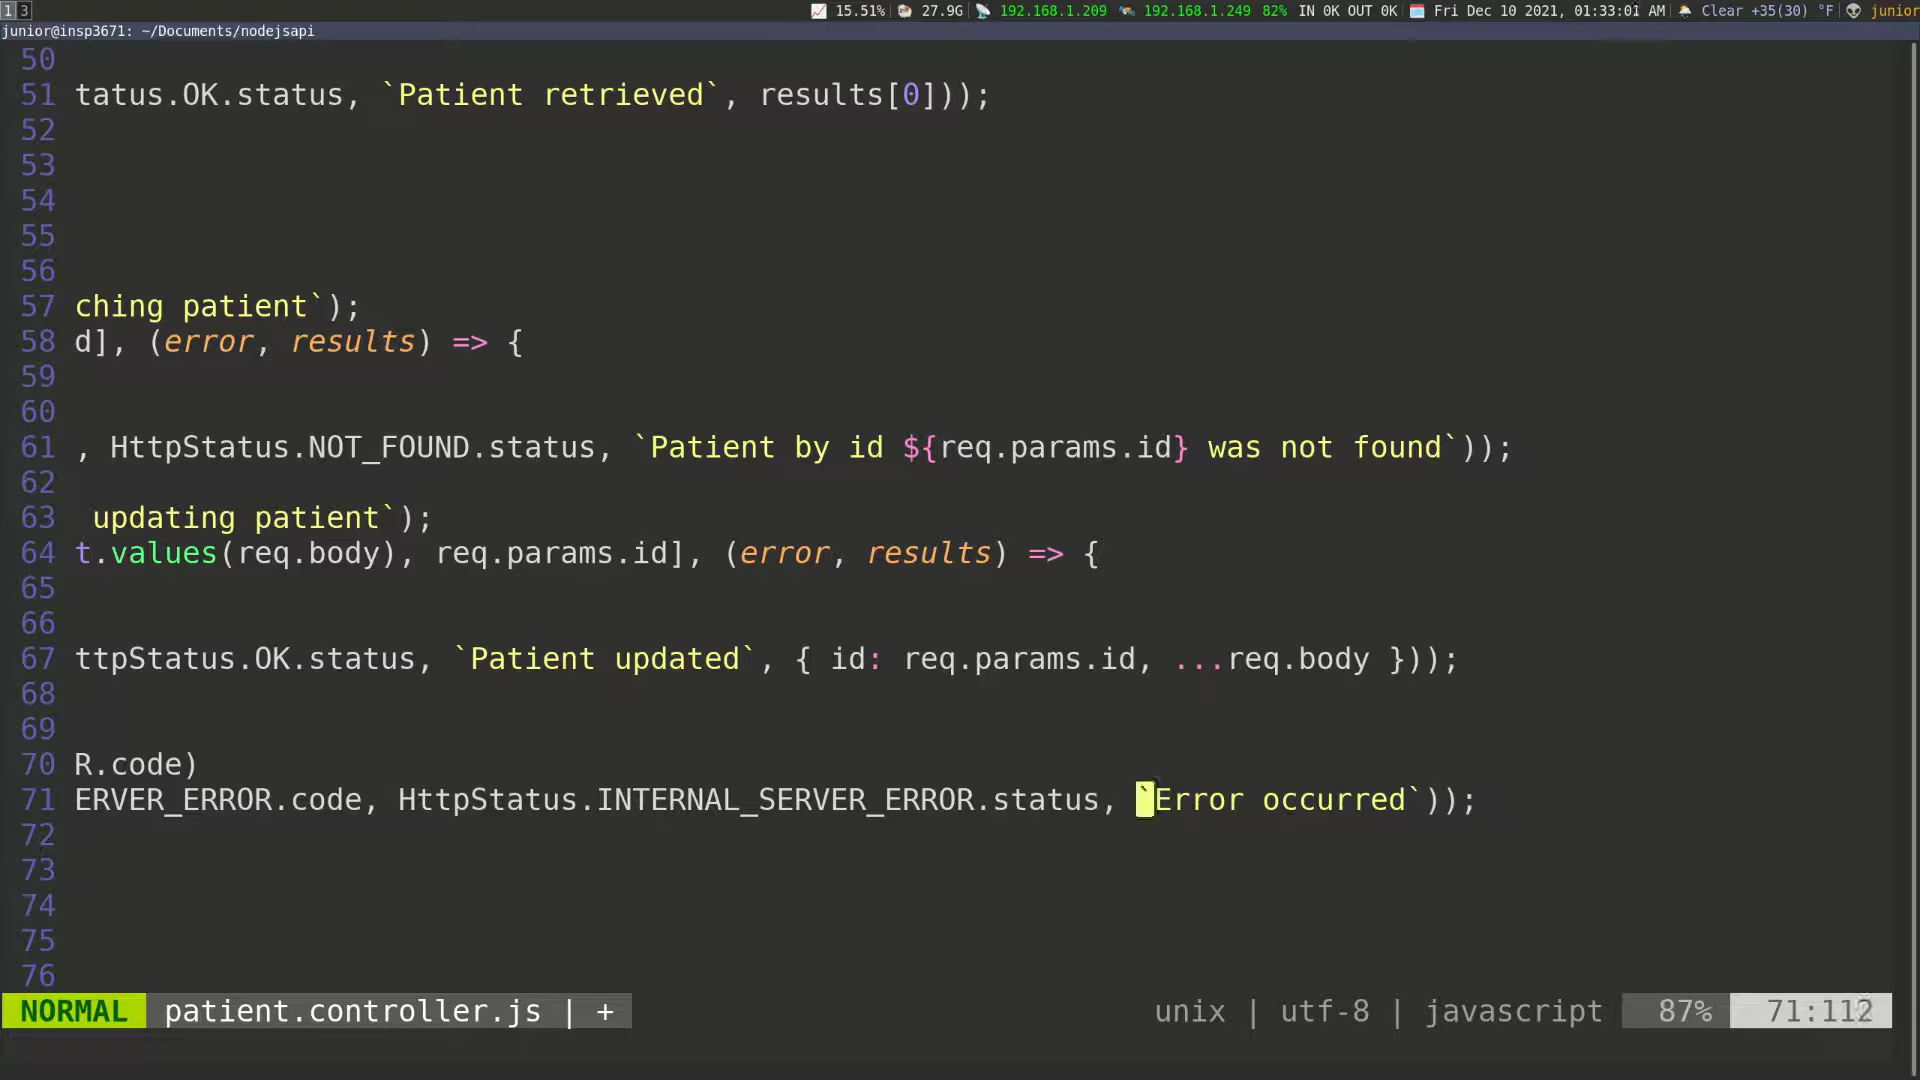 1 3 15.51% 27.9G 192.168.1.209 192.168.1.249 82% IN 0K OUT 0K Fri Dec 10 2021, 01:33:01 AM Clear +35(30) °F junior
junior@insp3671: ~/Documents/nodejsapi
50
51 tatus.OK.status, `Patient retrieved`, results[0]));
52
53
54
55
56
57 ching patient`);
58 d], (error, results) => {
59
60
61 , HttpStatus.NOT_FOUND.status, `Patient by id ${req.params.id} was not found`));
62
63 updating patient`);
64 t.values(req.body), req.params.id], (error, results) => {
65
66
67 ttpStatus.OK.status, `Patient updated`, { id: req.params.id, ...req.body }));
68
69
70 R.code)
71 ERVER_ERROR.code, HttpStatus.INTERNAL_SERVER_ERROR.status, `Error occurred`));
72
73
74
75
76
NORMAL patient.controller.js | + unix | utf-8 | javascript 87% 71:112